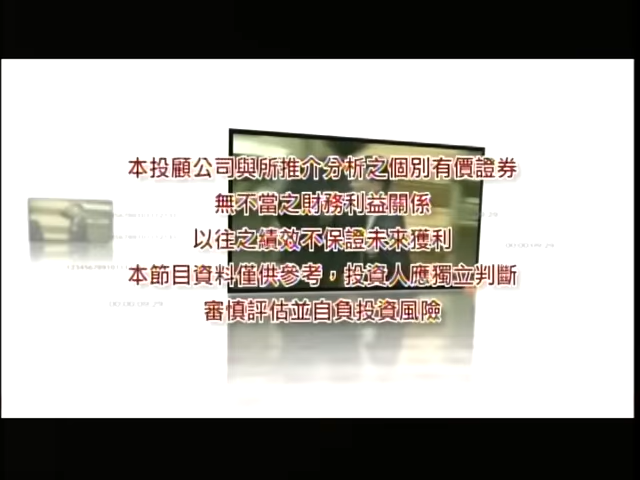 本投顧公司與所推介分析之個別有價證券
無不當之財務利益關係
以往之績效不保證未來獲利
本節目資料僅供參考，投資人應獨立判斷
審慎評估並自負投資風險